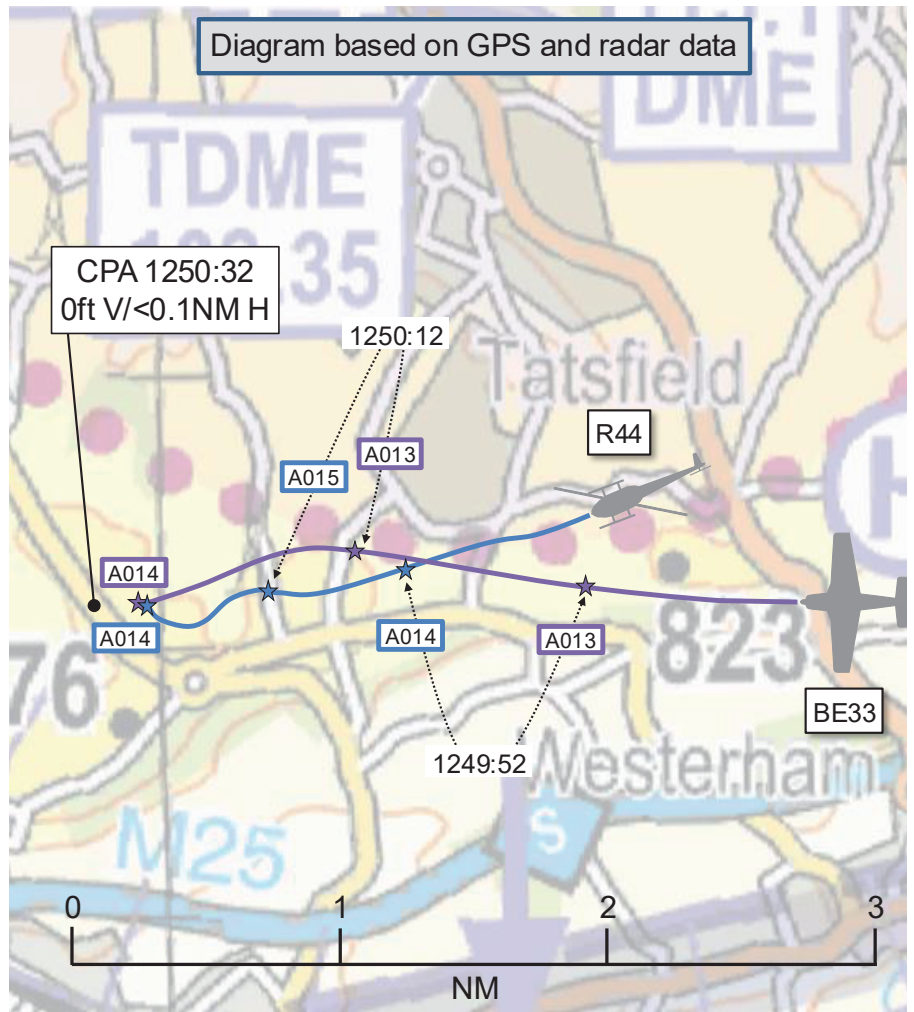 Diagram based on GPS and radar data
DME
TDME
35
CPA 1250:32
0ft V/<0.1NM H
1250:12
Tatsfield
R44
A013
A015
H
A014
A014
A014
A013
823
76
BE33
1249:52
Westerham
M25
S
0 1 2 3
NM